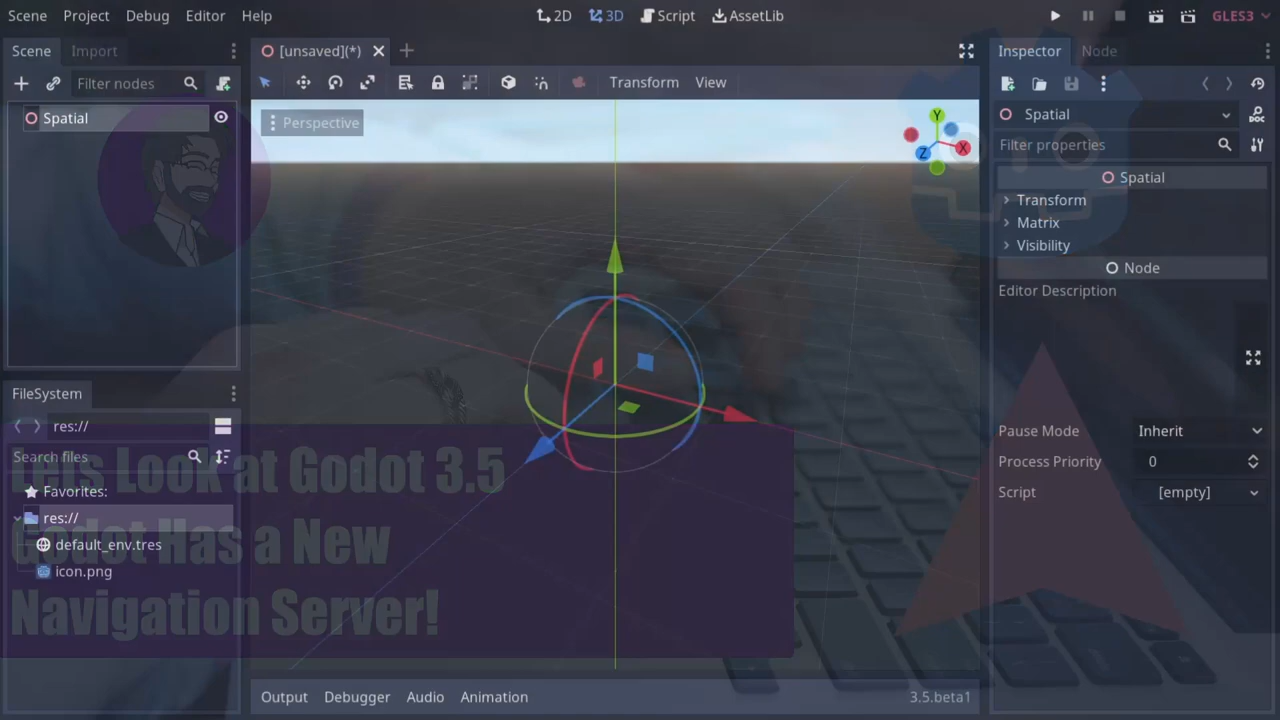 Scene Project Debug Editor Help
2D 3D Script AssetLib
GLES3
Scene Import
[unsaved](*)
Inspector Node
Filter nodes
Transform View
Spatial
Perspective
Y
X
Z
Spatial
DOC
Filter properties
Spatial
Transform
Matrix
Visibility
Node
Editor Description
FileSystem
res://
Pause Mode Inherit
Search files
Process Priority 0
Lets Look at Godot 3.5
Favorites:
Script [empty]
res://
Godot Has a New
default_env.tres
icon.png
Navigation Server!
Output Debugger Audio Animation
3.5.beta1